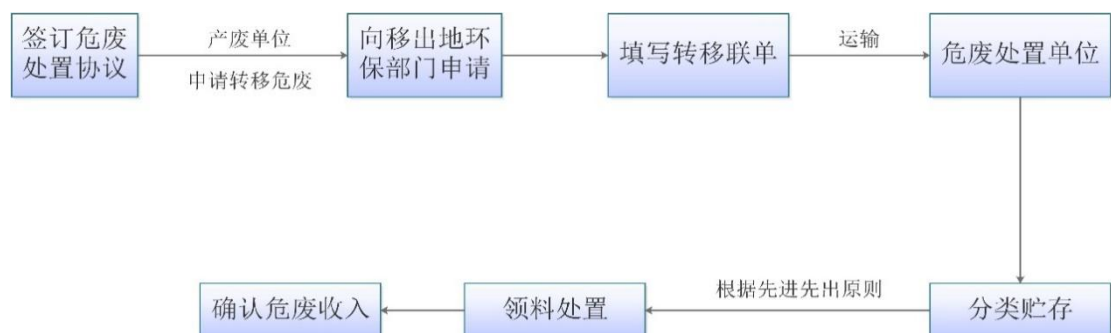 签订危废
处置协议
产废单位
申请转移危废
向移出地环
保部门申请
填写转移联单
运输
危废处置单位
分类贮存
根据先进先出原则
领料处置
确认危废收入